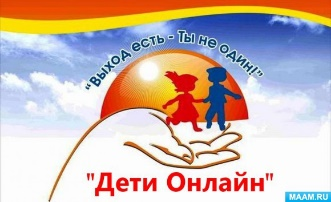 "Выход есть - Ты не один!"
"Дети Онлайн"
MAAM.RU